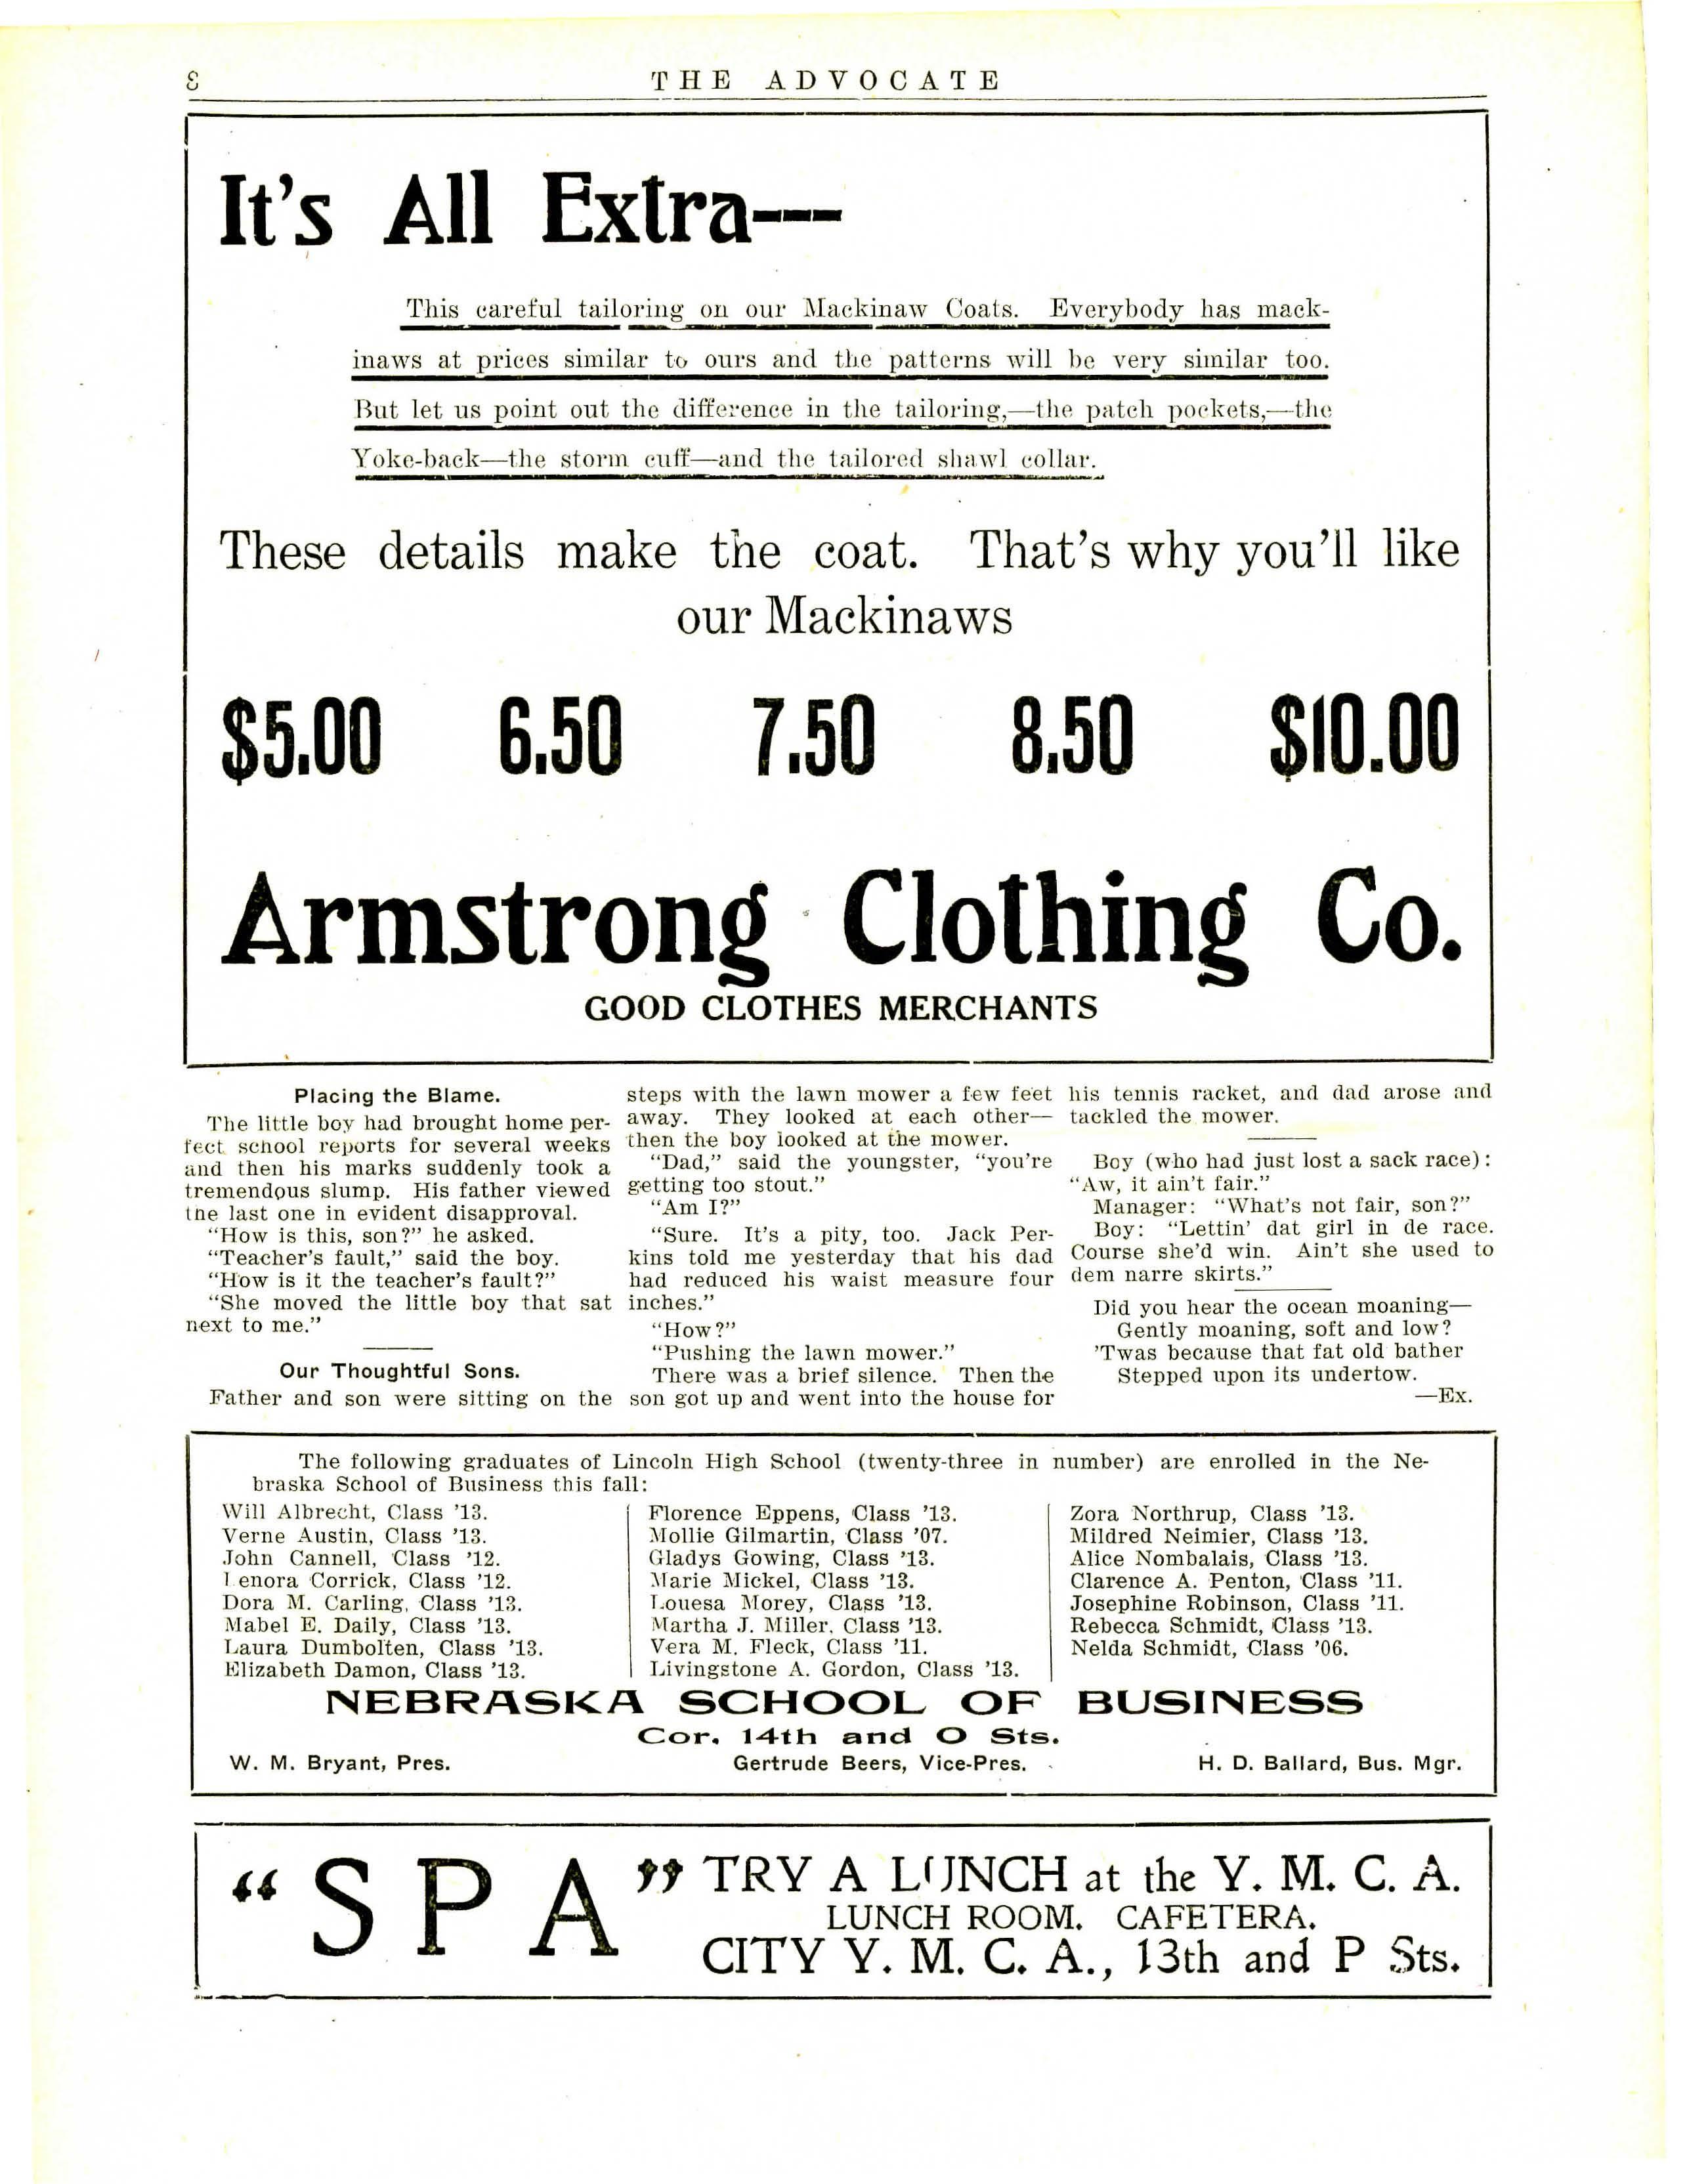 8
THE ADVOCATE
It's All Extra---
This careful tailoring on our Mackinaw Coats. Everybody has mack-
inaws at prices similar to ours and the patterns will be very similar too.
But let us point out the difference in the tailoring,—the patch pockets,—the
Yoke-back—the storm cuff—and the tailored shawl collar.
These details make the coat. That's why you'll like
our Mackinaws
$5.00 6.50 7.50 8.50 $10.00
Armstrong Clothing Co.
GOOD CLOTHES MERCHANTS
Placing the Blame.
The little boy had brought home per-
fect school reports for several weeks
and then his marks suddenly took a
tremendous slump. His father viewed
the last one in evident disapproval.
"How is this, son?" he asked.
"Teacher's fault," said the boy.
"How is it the teacher's fault?"
"She moved the little boy that sat
next to me."
Our Thoughtful Sons.
Father and son were sitting on the
steps with the lawn mower a few feet
away. They looked at each other—
then the boy looked at the mower.
"Dad," said the youngster, "you're
getting too stout."
"Am I?"
"Sure. It's a pity, too. Jack Per-
kins told me yesterday that his dad
had reduced his waist measure four
inches."
"How?"
"Pushing the lawn mower."
There was a brief silence. Then the
son got up and went into the house for
his tennis racket, and dad arose and
tackled the mower.
Boy (who had just lost a sack race):
"Aw, it ain't fair."
Manager: "What's not fair, son?"
Boy: "Lettin' dat girl in de race.
Course she'd win. Ain't she used to
dem narre skirts."
Did you hear the ocean moaning—
Gently moaning, soft and low?
'Twas because that fat old bather
Stepped upon its undertow.
—Ex.
The following graduates of Lincoln High School (twenty-three in number) are enrolled in the Ne-
braska School of Business this fall:
Will Albrecht, Class '13.
Verne Austin, Class '13.
John Cannell, Class '12.
Lenora Corrick, Class '12.
Dora M. Carling, Class '13.
Mabel E. Daily, Class '13.
Laura Dumbolten, Class '13.
Elizabeth Damon, Class '13.
Florence Eppens, Class '13.
Mollie Gilmartin, Class '07.
Gladys Gowing, Class '13.
Marie Mickel, Class '13.
Louesa Morey, Class '13.
Martha J. Miller, Class '13.
Vera M. Fleck, Class '11.
Livingstone A. Gordon, Class '13.
Zora Northrup, Class '13.
Mildred Neimier, Class '13.
Alice Nombalais, Class '13.
Clarence A. Penton, Class '11.
Josephine Robinson, Class '11.
Rebecca Schmidt, Class '13.
Nelda Schmidt, Class '06.
NEBRASKA SCHOOL OF BUSINESS
Cor. 14th and O Sts.
W. M. Bryant, Pres. Gertrude Beers, Vice-Pres. H. D. Ballard, Bus. Mgr.
"SPA" TRY A LUNCH at the Y. M. C. A.
LUNCH ROOM. CAFETERA.
CITY Y. M. C. A., 13th and P Sts.